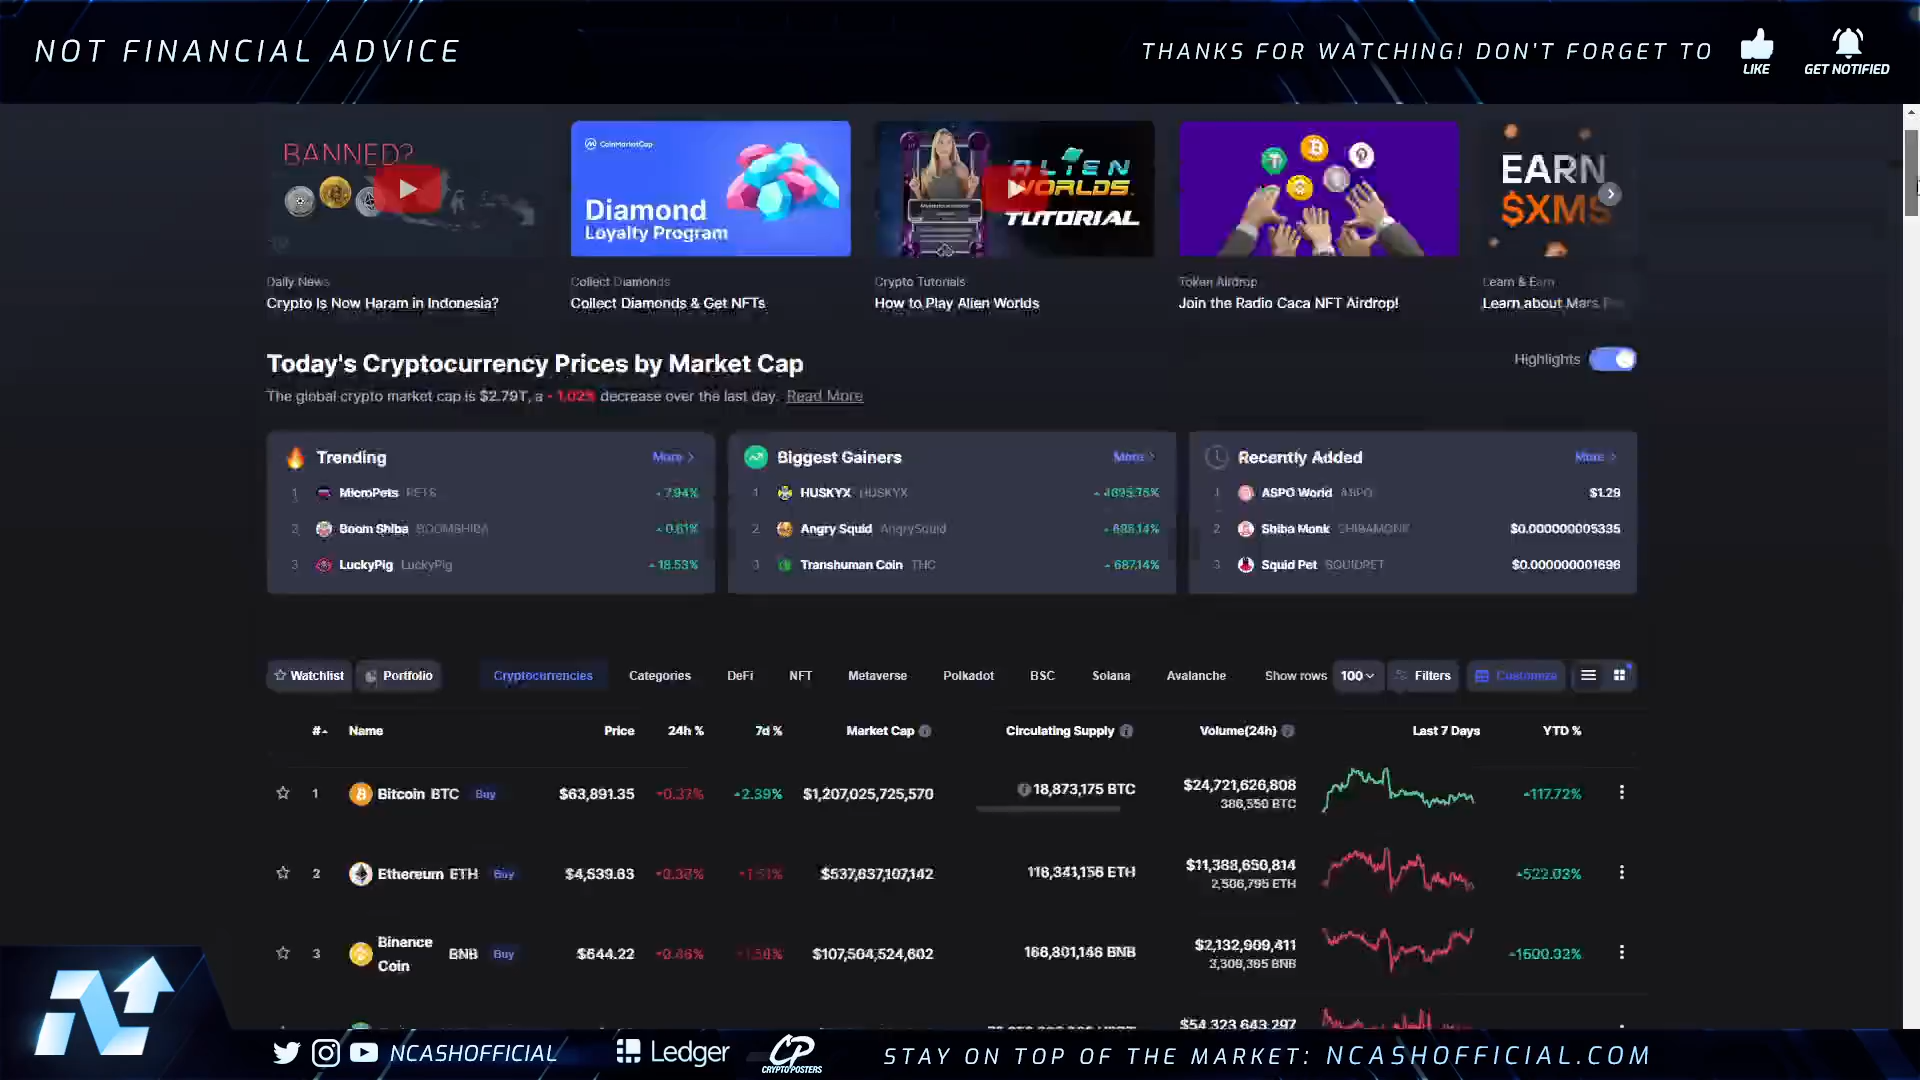 NOT FINANCIAL ADVICE
THANKS FOR WATCHING! DON'T FORGET TO
LIKE
GET NOTIFIED
BANNED?
CoinMarketCap
Diamond
Loyalty Program
ALIEN
WORLDS
TUTORIAL
EARN
$XMS
Daily News
Crypto Is Now Haram in Indonesia?
Collect Diamonds
Collect Diamonds & Get NFTs
Crypto Tutorials
How to Play Alien Worlds
Token Airdrop
Join the Radio Caca NFT Airdrop!
Learn & Earn
Learn about Mars
Today's Cryptocurrency Prices by Market Cap
Highlights
The global crypto market cap is $2.79T, a - 1.02% decrease over the last day. Read More
Trending More
1 MicroPets PETS 7.94%
2 Boom Shiba BOOMSHIBA 0.61%
3 LuckyPig LuckyPig 18.53%
Biggest Gainers More
1 HUSKYX HUSKYX
2 Angry Squid AngrySquid
3 Transhuman Coin THC 687.14%
Recently Added More
1 ASPO World ASPO $1.29
2 Shiba Monk SHIBAMONK $0.000000005335
3 Squid Pet SQUIDPET $0.000000001696
Watchlist Portfolio Cryptocurrencies Categories DeFi NFT Metaverse Polkadot BSC Solana Avalanche Show rows 100 Filters Customize
# Name Price 24h % 7d % Market Cap Circulating Supply Volume(24h) Last 7 Days YTD %
1 Bitcoin BTC Buy $63,891.35 0.37% 2.39% $1,207,025,725,570 18,873,175 BTC $24,721,626,808 117.72%
386,550 BTC
2 Ethereum ETH Buy $4,539.63 $537,637,107,142 118,341,156 ETH $11,388,650,814 522.03%
2,506,795 ETH
3 Binance Coin BNB Buy $644.22 0.46% $107,504,524,602 166,801,146 BNB $2,132,909,411 1600.32%
$54,323,643,297
NCASHOFFICIAL
Ledger
CP
CRYPTO POSTERS
STAY ON TOP OF THE MARKET: NCASHOFFICIAL.COM